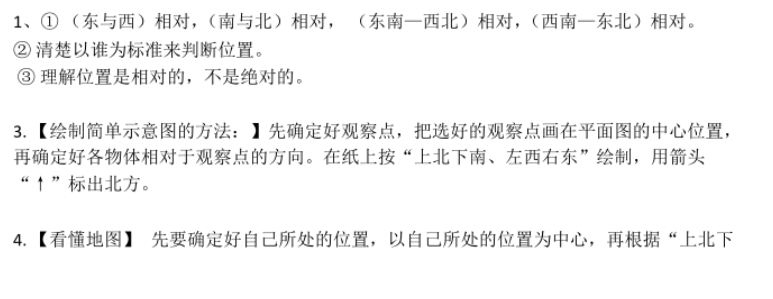 1、①（东与西）相对，（南与北）相对， （东南—西北）相对，（西南—东北）相对。
② 清楚以谁为标准来判断位置。
③ 理解位置是相对的，不是绝对的。
3. 【绘制简单示意图的方法：】先确定好观察点，把选好的观察点画在平面图的中心位置，
再确定好各物体相对于观察点的方向。在纸上按“上北下南、左西右东”绘制，用箭头
“↑”标出北方。
4. 【看懂地图】 先要确定好自己所处的位置，以自己所处的位置为中心，再根据“上北下